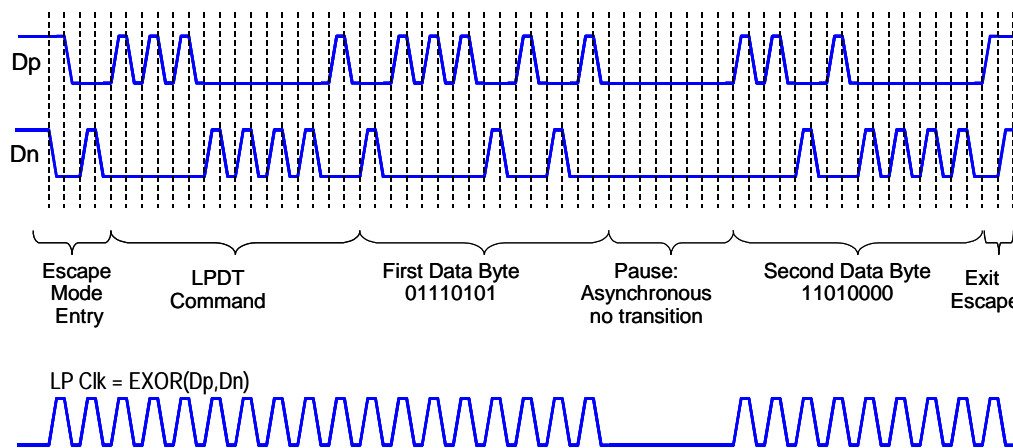 Dp
Dn
Escape
Mode
Entry
LPDT
Command
First Data Byte
01110101
Pause:
Asynchronous
no transition
Second Data Byte
11010000
Exit
Escape
LP Clk = EXOR(Dp,Dn)